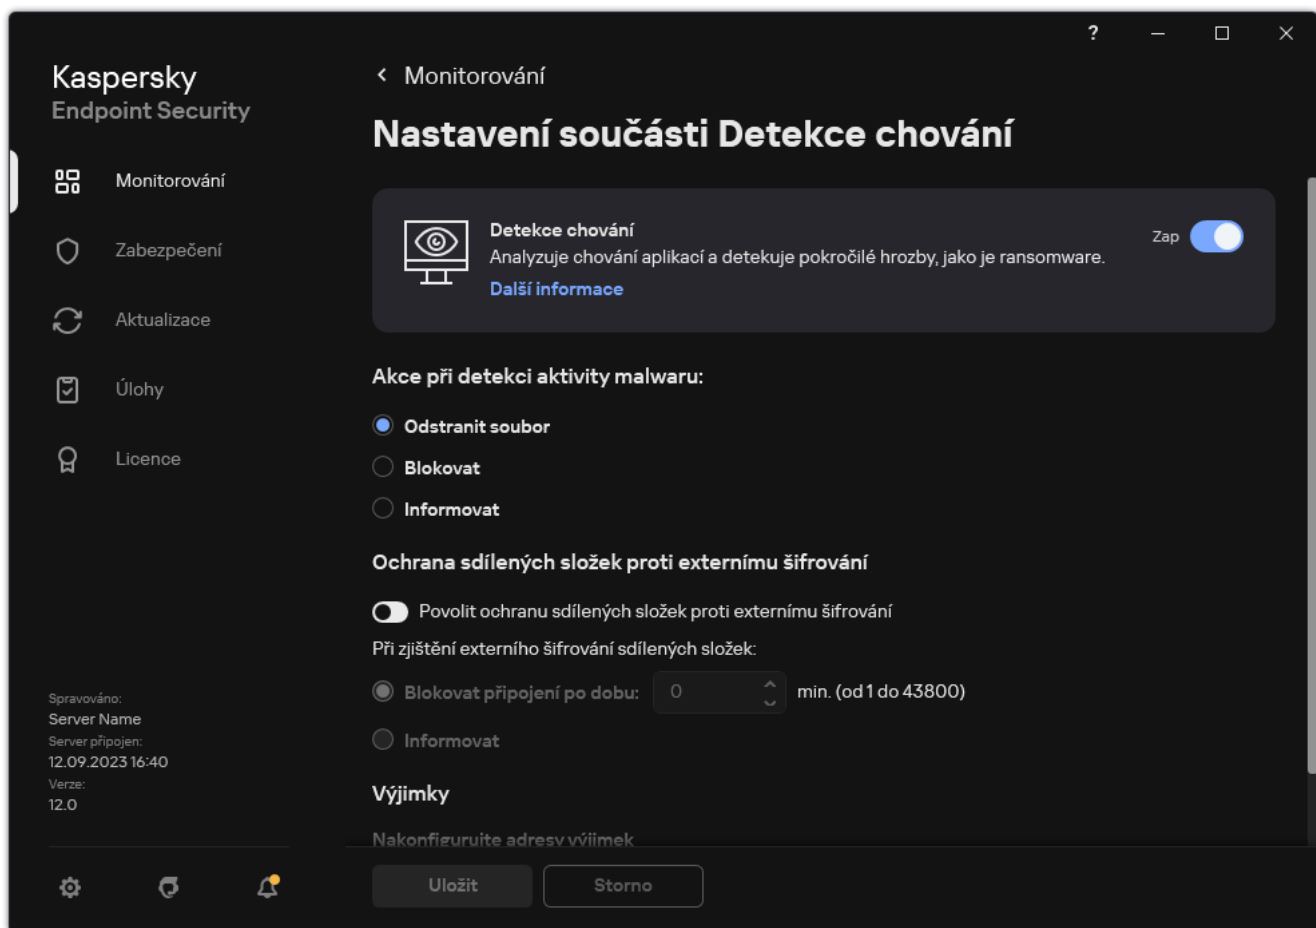 ?
Kaspersky
Endpoint Security
Monitorování
Zabezpečení
Aktualizace
Úlohy
Licence
Spravováno:
Server Name
Server připojen:
12.09.2023 16:40
Verze:
12.0
Monitorování
Nastavení součásti Detekce chování
Detekce chování
Zap
Analyzuje chování aplikací a detekuje pokročilé hrozby, jako je ransomware.
Další informace
Akce při detekci aktivity malwaru:
Odstranit soubor
Blokovat
Informovat
Ochrana sdílených složek proti externímu šifrování
Povolit ochranu sdílených složek proti externímu šifrování
Při zjištění externího šifrování sdílených složek:
Blokovat připojení po dobu: 0 min. (od 1 do 43800)
Informovat
Výjimky
Nakonfigurujte adresy výjimek
Uložit
Storno